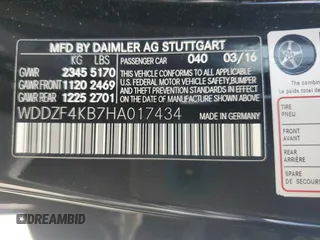 MFD BY DAIMLER AG STUTTGART
KG LBS PASSENGER CAR 040 03/16
GVWR 2345 5170 THIS VEHICLE CONFORMS TO ALL
GAWR FRONT 1120 2469 APPLICABLE U.S. FEDERAL MOTOR
GAWR REAR 1225 2701 VEHICLE SAFETY, BUMPER AND THEFT PREVENTION STANDARDS IN EFFECT ON THE DATE OF MANUFACTURE SHOWN ABOVE
WDDZF4KB7HA017434 MADE IN GERMANY
TIRE
PNEU
FRONT
AVANT
REAR
ARRIÈRE
SPARE
DE SECOURS
DREAMBID